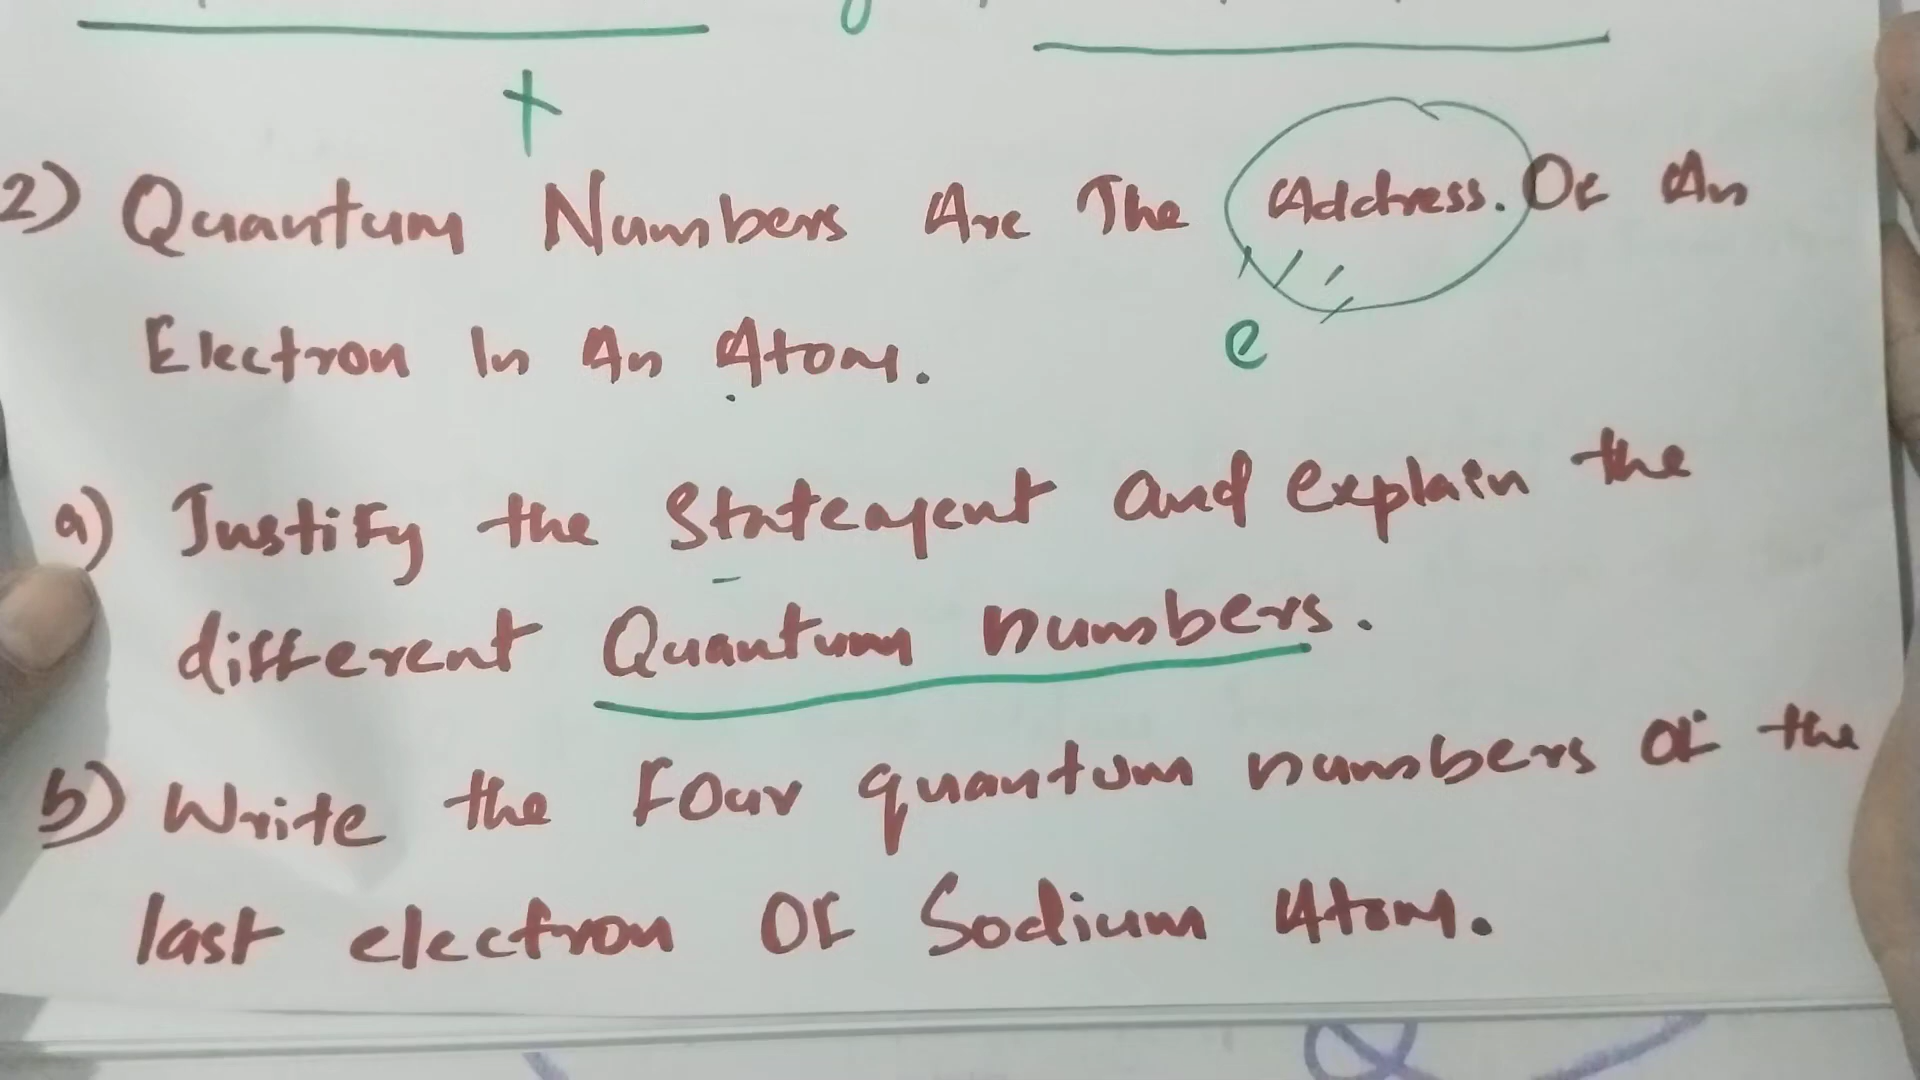 2) Quantum Numbers Are The Address. Of An
Electron In An Atom.
a) Justify the Statement and explain the
different Quantum numbers.
b) Write the four quantum numbers of the
last electron of Sodium Atom.